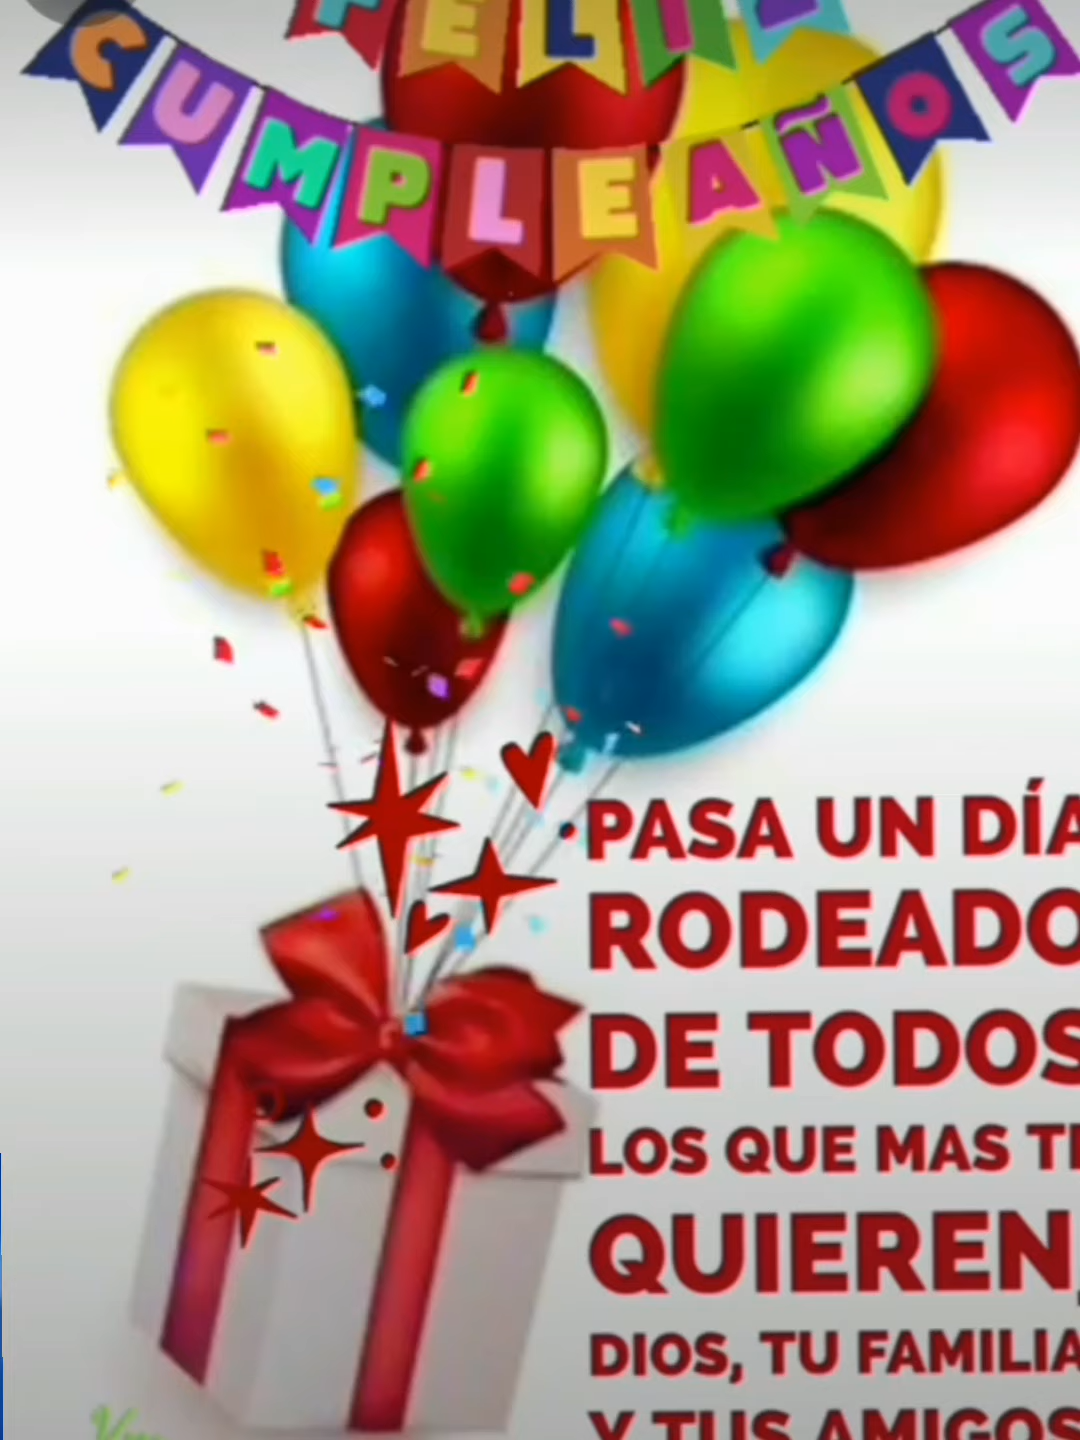 FELIZ
CUMPLEAÑOS
PASA UN DÍA
RODEADO
DE TODOS
LOS QUE MAS TE
QUIEREN,
DIOS, TU FAMILIA
Y TUS AMIGOS